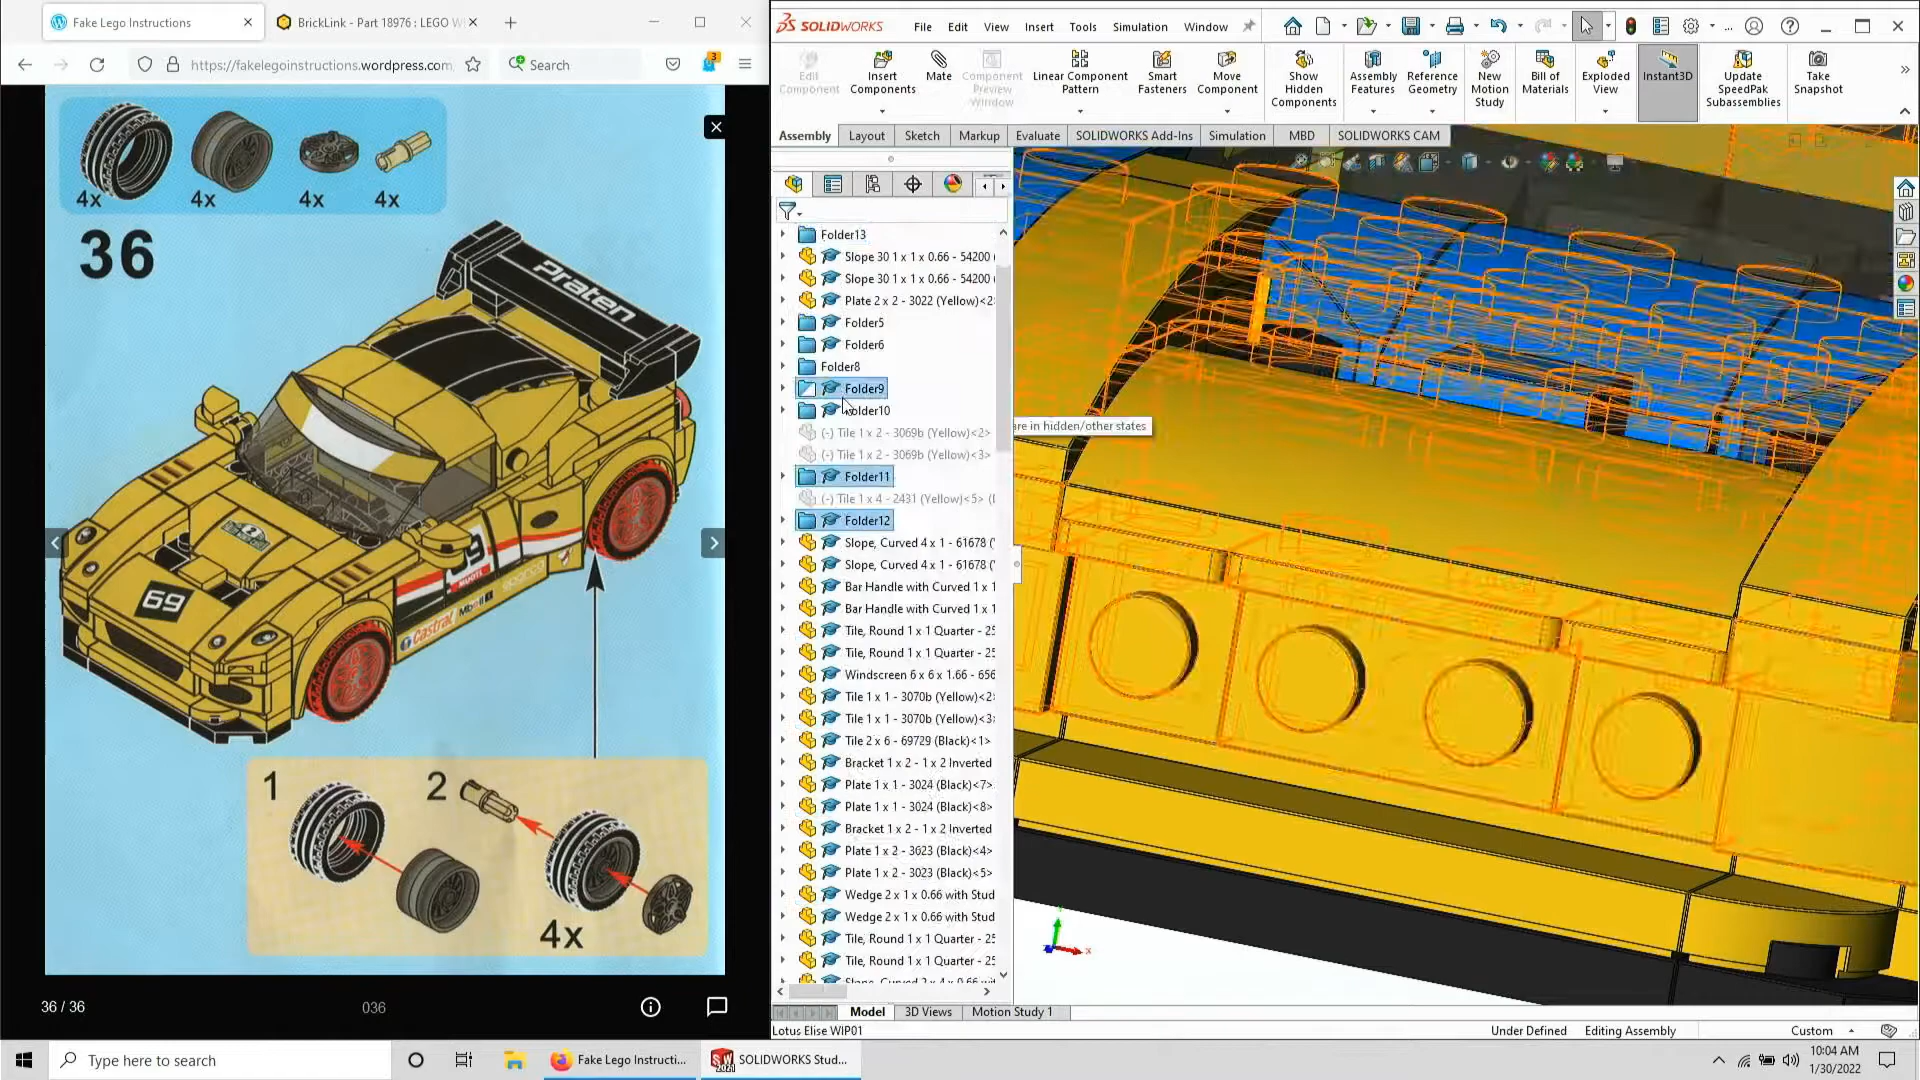 Fake Lego Instructions
BrickLink - Part 18976 : LEGO W
https://fakelegoinstructions.wordpress.com
Search
3
4x
4x
4x
4x
36
Praten
69
Castrol
Mobil
1
2
4x
36 / 36
036
SOLIDWORKS
File
Edit
View
Insert
Tools
Simulation
Window
Edit
Component
Insert
Components
Mate
Component
Preview
Window
Linear Component
Pattern
Smart
Fasteners
Move
Component
Show
Hidden
Components
Assembly
Features
Reference
Geometry
New
Motion
Study
Bill of
Materials
Exploded
View
Instant3D
Update
SpeedPak
Subassemblies
Take
Snapshot
Assembly
Layout
Sketch
Markup
Evaluate
SOLIDWORKS Add-Ins
Simulation
MBD
SOLIDWORKS CAM
Folder13
Slope 30 1 x 1 x 0.66 - 54200 (
Slope 30 1 x 1 x 0.66 - 54200 (
Plate 2 x 2 - 3022 (Yellow)<2
Folder5
Folder6
Folder8
Folder9
Folder10
(-) Tile 1 x 2 - 3069b (Yellow)<2>
(-) Tile 1 x 2 - 3069b (Yellow)<3>
Folder11
(-) Tile 1 x 4 - 2431 (Yellow)<5> (
Folder12
Slope, Curved 4 x 1 - 61678 (
Slope, Curved 4 x 1 - 61678 (
Bar Handle with Curved 1 x 1
Bar Handle with Curved 1 x 1
Tile, Round 1 x 1 Quarter - 25
Tile, Round 1 x 1 Quarter - 25
Windscreen 6 x 6 x 1.66 - 656
Tile 1 x 1 - 3070b (Yellow)<2
Tile 1 x 1 - 3070b (Yellow)<3
Tile 2 x 6 - 69729 (Black)<1>
Bracket 1 x 2 - 1 x 2 Inverted
Plate 1 x 1 - 3024 (Black)<7>
Plate 1 x 1 - 3024 (Black)<8>
Bracket 1 x 2 - 1 x 2 Inverted
Plate 1 x 2 - 3023 (Black)<4>
Plate 1 x 2 - 3023 (Black)<5>
Wedge 2 x 1 x 0.66 with Stud
Wedge 2 x 1 x 0.66 with Stud
Tile, Round 1 x 1 Quarter - 25
Tile, Round 1 x 1 Quarter - 25
Slope, Curved 2 x 4 x 0.66 wit
are in hidden/other states
x
Model
3D Views
Motion Study 1
Lotus Elise WIP01
Under Defined
Editing Assembly
Custom
Type here to search
Fake Lego Instructi...
SOLIDWORKS Stud...
10:04 AM
1/30/2022